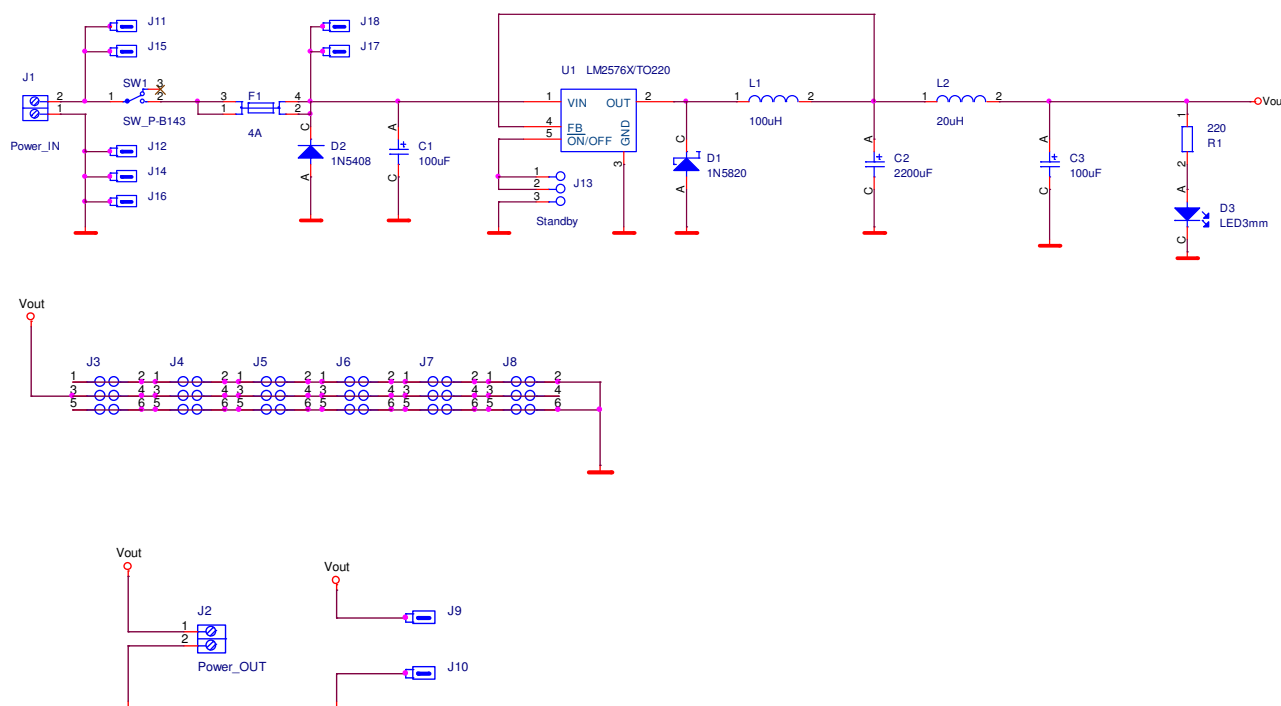 J11
J18
J15
J17
U1 LM2576X/TO220
J1
SW1
3
F1
L1
L2
2
1
2
3
4
1
VIN
OUT
2
1
2
1
2
Vou
1
SW_P-B143
1
2
4
FB
100uH
20uH
1
220
4A
5
ON/OFF
GND
R1
Power_IN
J12
C
D2
1N5408
A
C1
100uF
C
D1
1N5820
A
C2
2200uF
A
C3
100uF
2
J14
A
C
1
2
3
J13
3
A
C
C
A
J16
Standby
D3
LED3mm
C
Vout
J3
J4
J5
J6
J7
J8
1
2
1
2
1
2
1
2
1
2
1
2
3
4
3
4
3
4
3
4
3
4
3
4
5
6
5
6
5
6
5
6
5
6
5
6
Vout
Vout
J2
J9
1
2
Power_OUT
J10